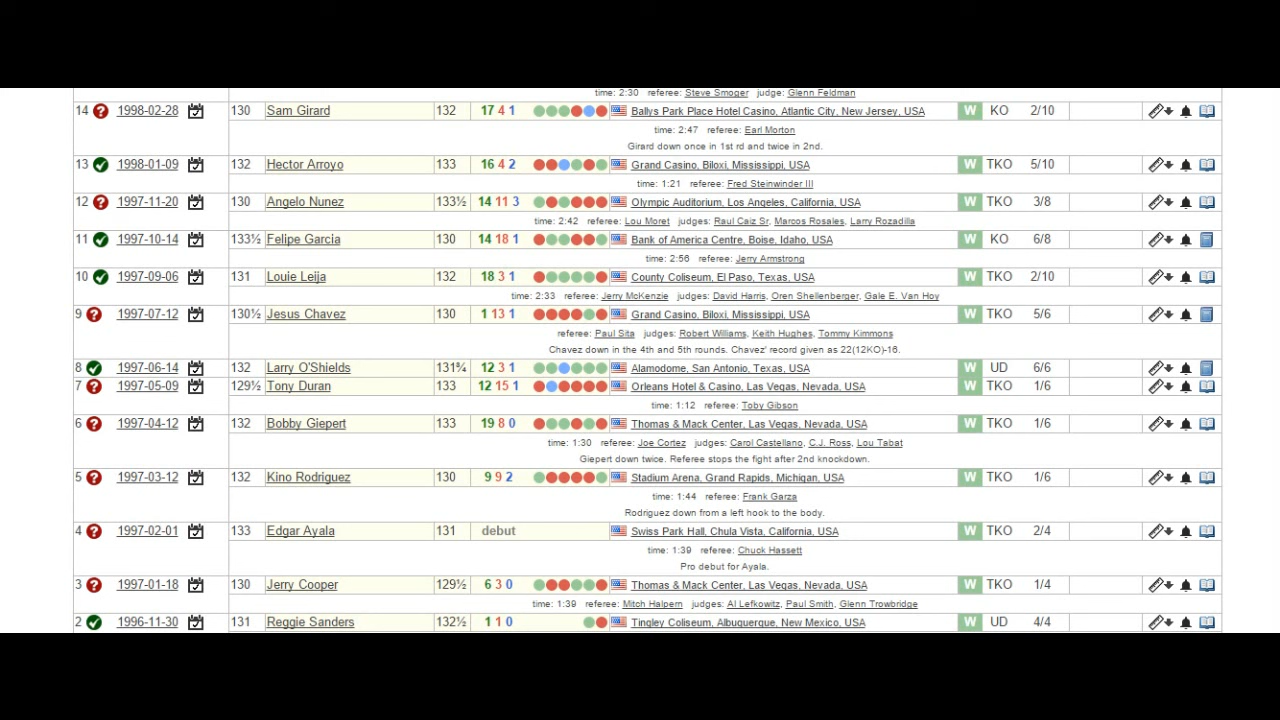 time: 2:30 referee: Steve Smoger judge: Glenn Feldman
14 1998-02-28 130 Sam Girard 132 17 4 1 Ballys Park Place Hotel Casino, Atlantic City, New Jersey, USA W KO 2/10
time: 2:47 referee: Earl Morton
Girard down once in 1st rd and twice in 2nd.
13 1998-01-09 132 Hector Arroyo 133 16 4 2 Grand Casino, Biloxi, Mississippi, USA W TKO 5/10
time: 1:21 referee: Fred Steinwinder III
12 1997-11-20 130 Angelo Nunez 133½ 14 11 3 Olympic Auditorium, Los Angeles, California, USA W TKO 3/8
time: 2:42 referee: Lou Moret judges: Raul Caiz Sr, Marcos Rosales, Larry Rozadilla
11 1997-10-14 133½ Felipe Garcia 130 14 18 1 Bank of America Centre, Boise, Idaho, USA W KO 6/8
time: 2:56 referee: Jerry Armstrong
10 1997-09-06 131 Louie Leija 132 18 3 1 County Coliseum, El Paso, Texas, USA W TKO 2/10
time: 2:33 referee: Jerry McKenzie judges: David Harris, Oren Shellenberger, Gale E. Van Hoy
9 1997-07-12 130½ Jesus Chavez 130 1 13 1 Grand Casino, Biloxi, Mississippi, USA W TKO 5/6
referee: Paul Sita judges: Robert Williams, Keith Hughes, Tommy Kimmons
Chavez down in the 4th and 5th rounds. Chavez' record given as 22(12KO)-16.
8 1997-06-14 132 Larry O'Shields 131¾ 12 3 1 Alamodome, San Antonio, Texas, USA W UD 6/6
7 1997-05-09 129½ Tony Duran 133 12 15 1 Orleans Hotel & Casino, Las Vegas, Nevada, USA W TKO 1/6
time: 1:12 referee: Toby Gibson
6 1997-04-12 132 Bobby Giepert 133 19 8 0 Thomas & Mack Center, Las Vegas, Nevada, USA W TKO 1/6
time: 1:30 referee: Joe Cortez judges: Carol Castellano, C.J. Ross, Lou Tabat
Giepert down twice. Referee stops the fight after 2nd knockdown.
5 1997-03-12 132 Kino Rodriguez 130 9 9 2 Stadium Arena, Grand Rapids, Michigan, USA W TKO 1/6
time: 1:44 referee: Frank Garza
Rodriguez down from a left hook to the body.
4 1997-02-01 133 Edgar Ayala 131 debut Swiss Park Hall, Chula Vista, California, USA W TKO 2/4
time: 1:39 referee: Chuck Hassett
Pro debut for Ayala.
3 1997-01-18 130 Jerry Cooper 129½ 6 3 0 Thomas & Mack Center, Las Vegas, Nevada, USA W TKO 1/4
time: 1:39 referee: Mitch Halpern judges: Al Lefkowitz, Paul Smith, Glenn Trowbridge
2 1996-11-30 131 Reggie Sanders 132½ 1 1 0 Tingley Coliseum, Albuquerque, New Mexico, USA W UD 4/4